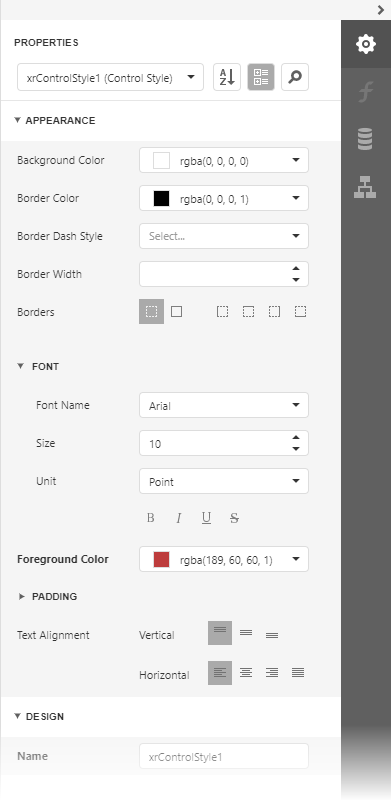 PROPERTIES
xrControlStyle1 (Control Style)
APPEARANCE
Background Color rgba(0, 0, 0, 0)
Border Color rgba(0, 0, 0, 1)
Border Dash Style Select...
Border Width
Borders
FONT
Font Name Arial
Size 10
Unit Point
B I U S
Foreground Color rgba(189, 60, 60, 1)
PADDING
Text Alignment Vertical
Horizontal
DESIGN
Name xrControlStyle1